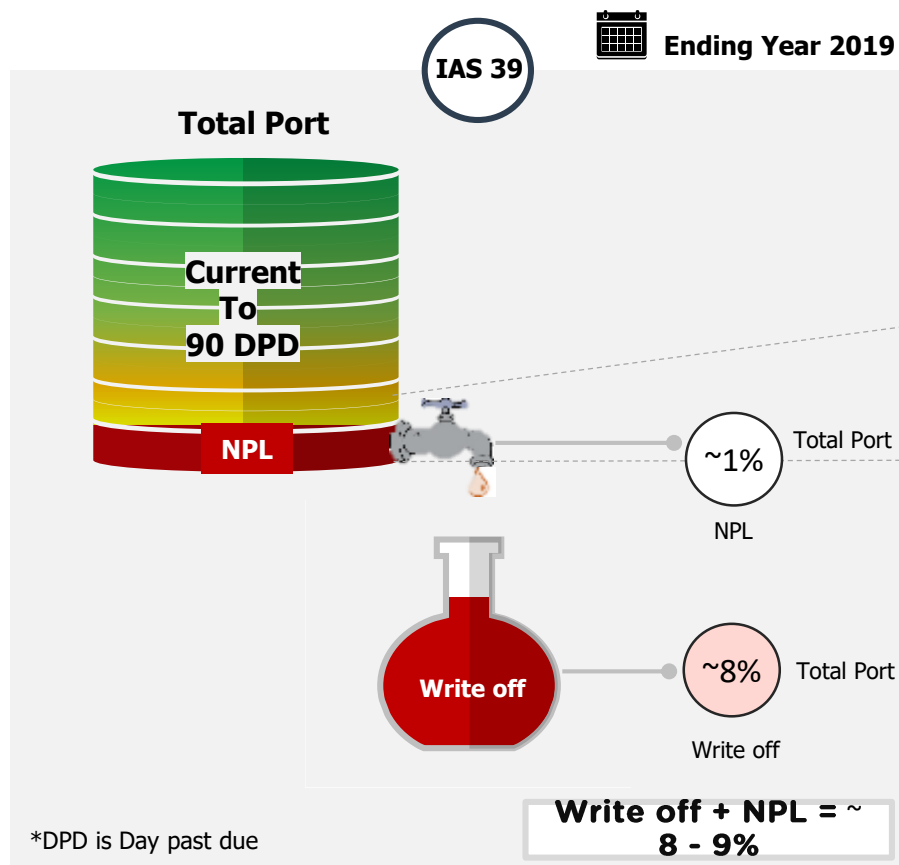 Ending Year 2019
IAS 39
Total Port
Current
To
90 DPD
NPL
~1%
Total Port
NPL
Write off
~8%
Total Port
Write off
Write off + NPL = ~
8 - 9%
*DPD is Day past due